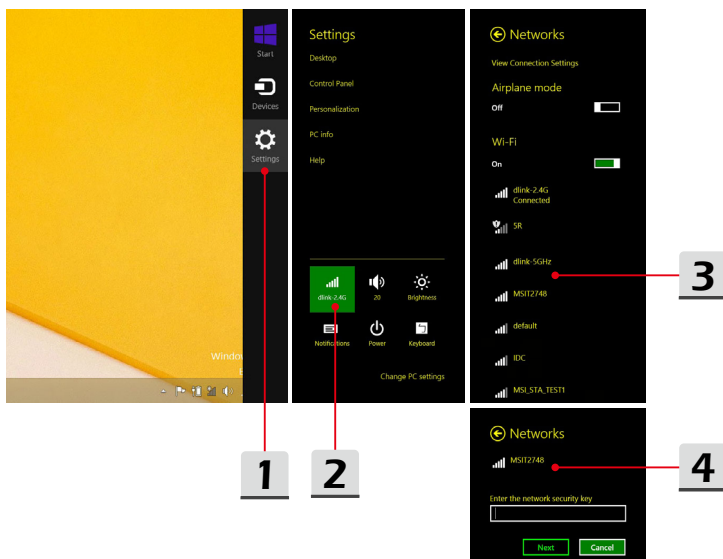 Start
Devices
Settings
Windo
1
Settings
Desktop
Control Panel
Personalization
PC info
Help
dlink-2.4G
20
Brightness
Notifications
Power
Keyboard
Change PC settings
2
Networks
View Connection Settings
Airplane mode
Off
Wi-Fi
On
dlink-2.4G
Connected
5R
dlink-5GHz
MSIT2748
default
IDC
MSI_STA_TEST1
3
Networks
MSIT2748
Enter the network security key
Next
Cancel
4